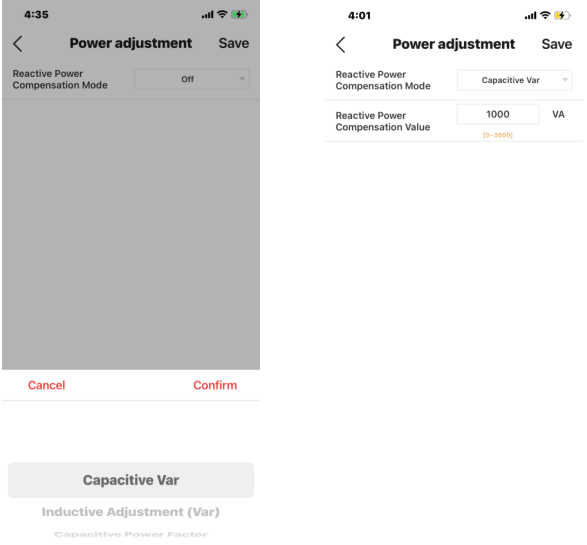 4:35
Power adjustment Save
Reactive Power
Compensation Mode
Off
Cancel Confirm
Capacitive Var
Inductive Adjustment (Var)
Capacitive Power Factor
4:01
Power adjustment Save
Reactive Power
Compensation Mode
Capacitive Var
Reactive Power
Compensation Value
1000 VA
[0~3000]